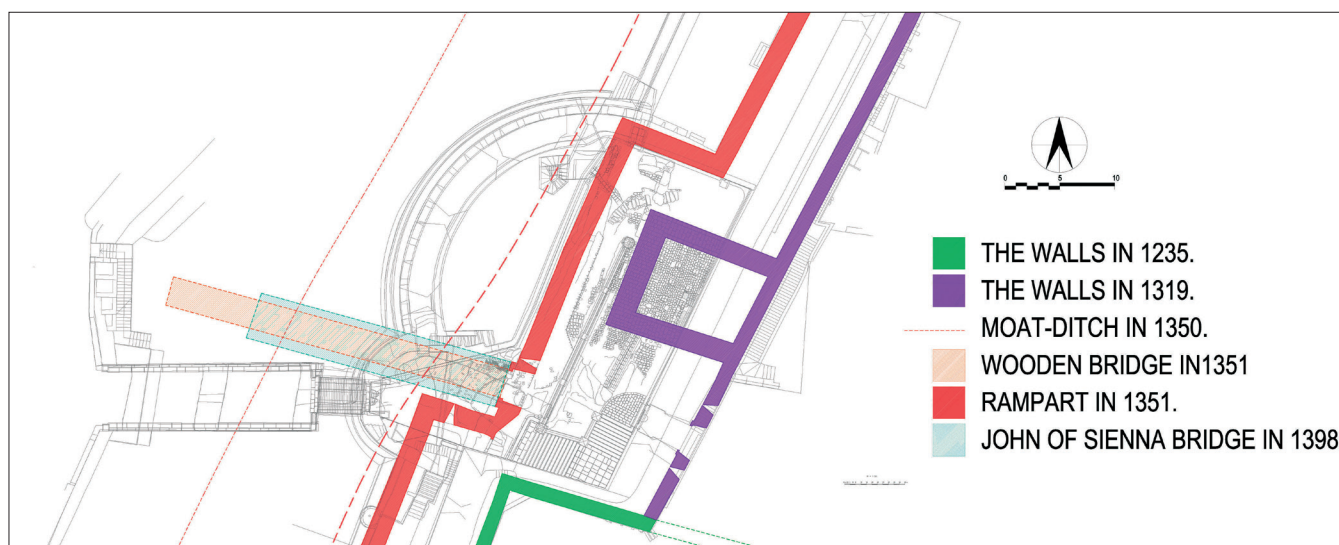 0 5 10
THE WALLS IN 1235.
THE WALLS IN 1319.
MOAT-DITCH IN 1350.
WOODEN BRIDGE IN1351
RAMPART IN 1351.
JOHN OF SIENNA BRIDGE IN 1398